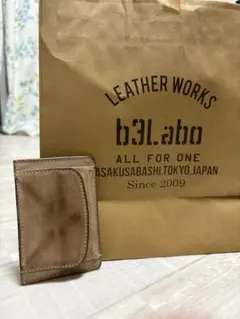 LEATHER WORKS
b3Labo
ALL FOR ONE
ASAKUSABASHI,TOKYO,JAPAN
Since 2009